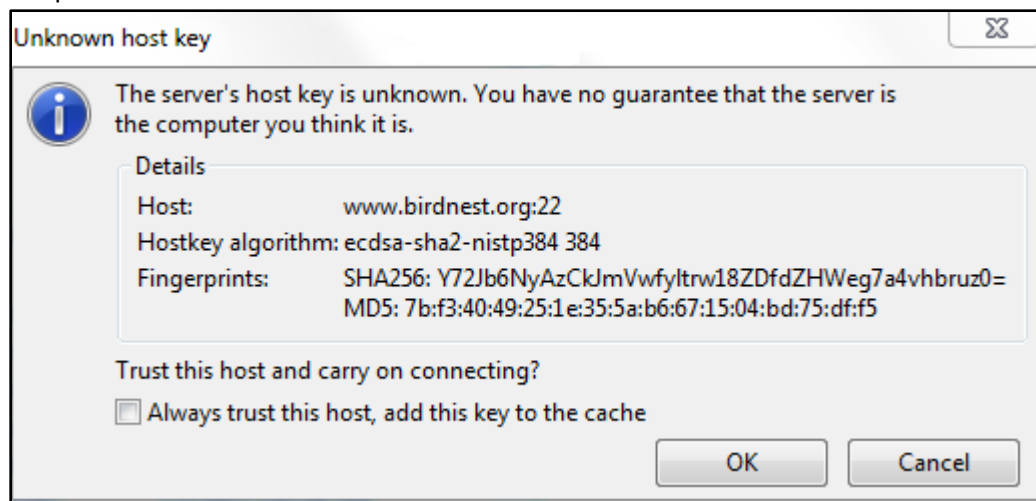 Unknown host key
The server's host key is unknown. You have no guarantee that the server is
the computer you think it is.
Details
Host: www.birdnest.org:22
Hostkey algorithm: ecdsa-sha2-nistp384 384
Fingerprints: SHA256: Y72Jb6NyAzCkJmVwfyltrw18ZDfdZHWeg7a4vhbruz0=
MD5: 7b:f3:40:49:25:1e:35:5a:b6:67:15:04:bd:75:df:f5
Trust this host and carry on connecting?
Always trust this host, add this key to the cache
OK Cancel